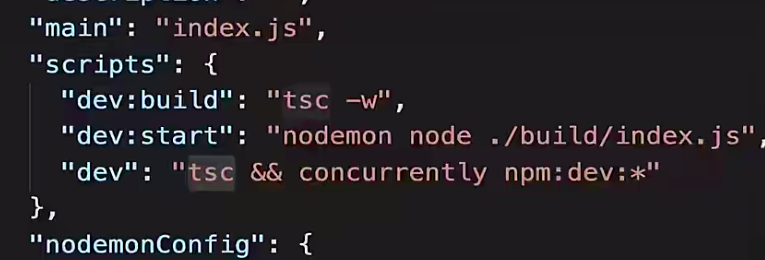 "main": "index.js",
"scripts": {
"dev:build": "tsc -w",
"dev:start": "nodemon node ./build/index.js",
"dev": "tsc && concurrently npm:dev:*"
},
"nodemonConfig": {